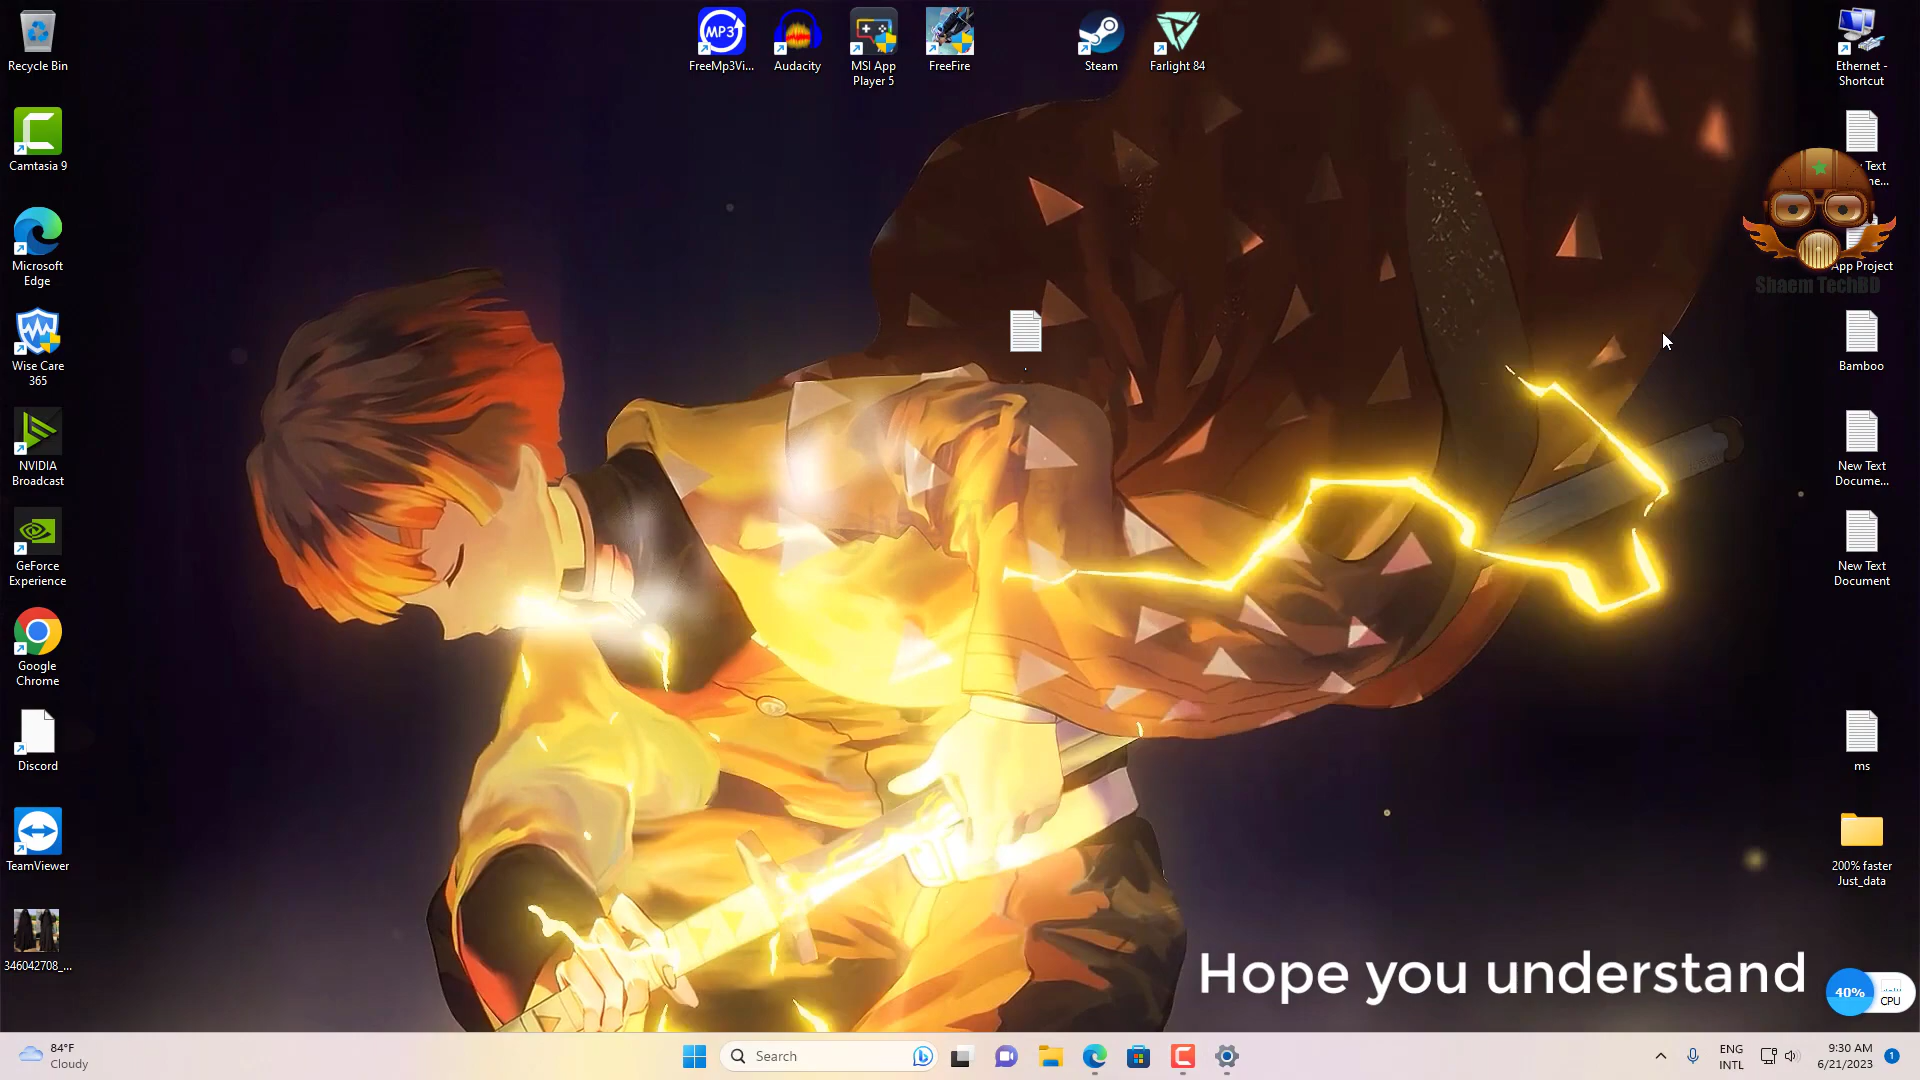 Recycle Bin
Camtasia 9
Microsoft
Edge
Wise Care
365
NVIDIA
Broadcast
GeForce
Experience
Google
Chrome
Discord
TeamViewer
346042708_...
MP3
FreeMp3Vi...
Audacity
MSI App
Player 5
FreeFire
Steam
Farlight 84
Ethernet -
Shortcut
Text
App Project
Shaem TechBD
Bamboo
New Text
Docume...
New Text
Document
ms
200% faster
Just_data
Hope you understand
40%
CPU
84°F
Cloudy
Search
ENG
INTL
9:30 AM
6/21/2023
1